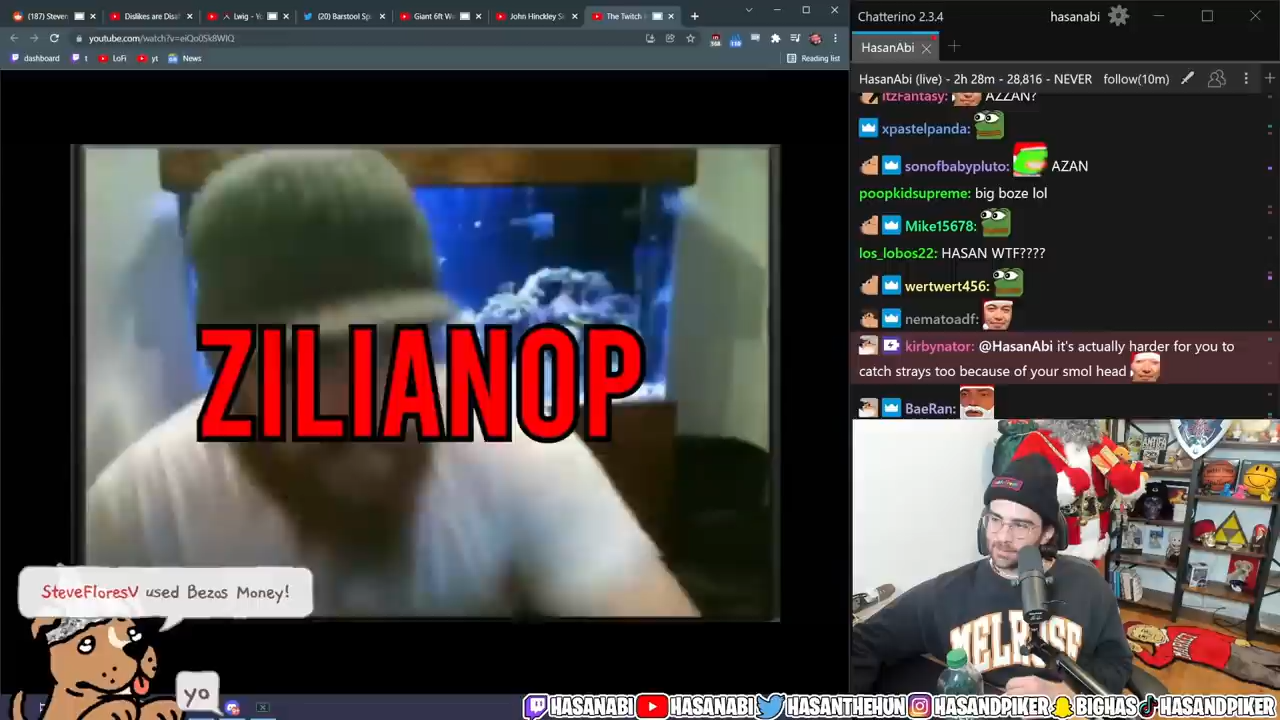 (187) Steven
Dislikes are Disa
Lwig - Yo
(20) Barstool Sp
Giant 6ft W
John Hinckley S
The Twitch
youtube.com/watch?v=eiQo0Sk8WIQ
dashboard
t
LoFi
yt
News
Reading list
ZILIANOP
SteveFloresV used Bezos Money!
yo
Chatterino 2.3.4
hasanabi
HasanAbi
HasanAbi (live) - 2h 28m - 28,816 - NEVER
follow(10m)
itzFantasy: AZZAN?
xpastelpanda:
sonofbabypluto: AZAN
poopkidsupreme: big boze lol
Mike15678:
los_lobos22: HASAN WTF????
wertwert456:
nematoadf:
kirbynator: @HasanAbi it's actually harder for you to
catch strays too because of your smol head
BaeRan:
ANTIFA
MELROSE
HASANABI HASANABI HASANTHEHUN HASANDPIKER BIGHAS HASANDPIKER